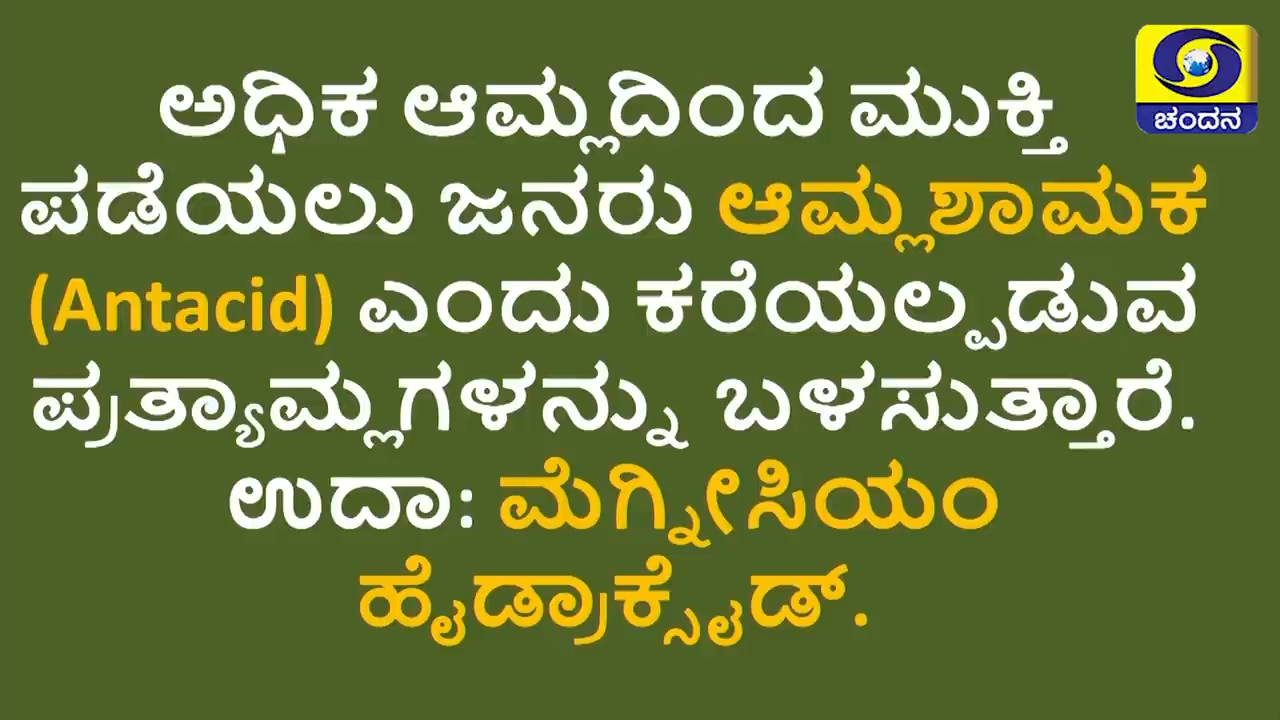 ಚಂದನ
ಅಧಿಕ ಆಮ್ಲದಿಂದ ಮುಕ್ತಿ
ಪಡೆಯಲು ಜನರು ಆಮ್ಲಶಾಮಕ
(Antacid) ಎಂದು ಕರೆಯಲ್ಪಡುವ
ಪ್ರತ್ಯಾಮ್ಲಗಳನ್ನು ಬಳಸುತ್ತಾರೆ.
ಉದಾ: ಮೆಗ್ನೀಸಿಯಂ
ಹೈಡ್ರಾಕ್ಸೈಡ್.